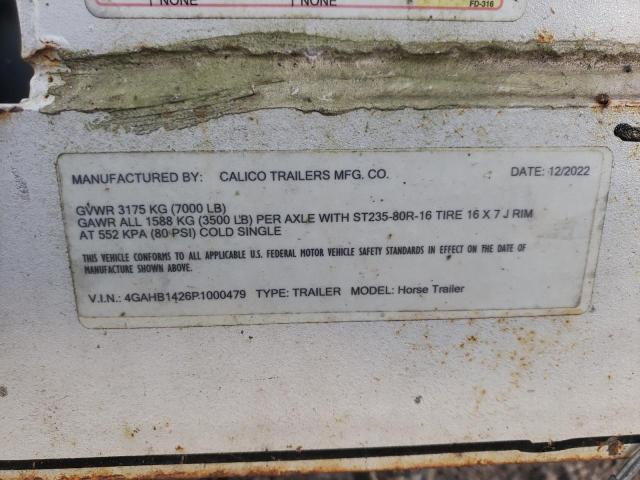 NONE NONE
FD-316
MANUFACTURED BY: CALICO TRAILERS MFG. CO. DATE: 12/2022
GVWR 3175 KG (7000 LB)
GAWR ALL 1588 KG (3500 LB) PER AXLE WITH ST235-80R-16 TIRE 16 X 7 J RIM
AT 552 KPA (80 PSI) COLD SINGLE
THIS VEHICLE CONFORMS TO ALL APPLICABLE U.S. FEDERAL MOTOR VEHICLE SAFETY STANDARDS IN EFFECT ON THE DATE OF
MANUFACTURE SHOWN ABOVE.
V.I.N.: 4GAHB1426P1000479 TYPE: TRAILER MODEL: Horse Trailer